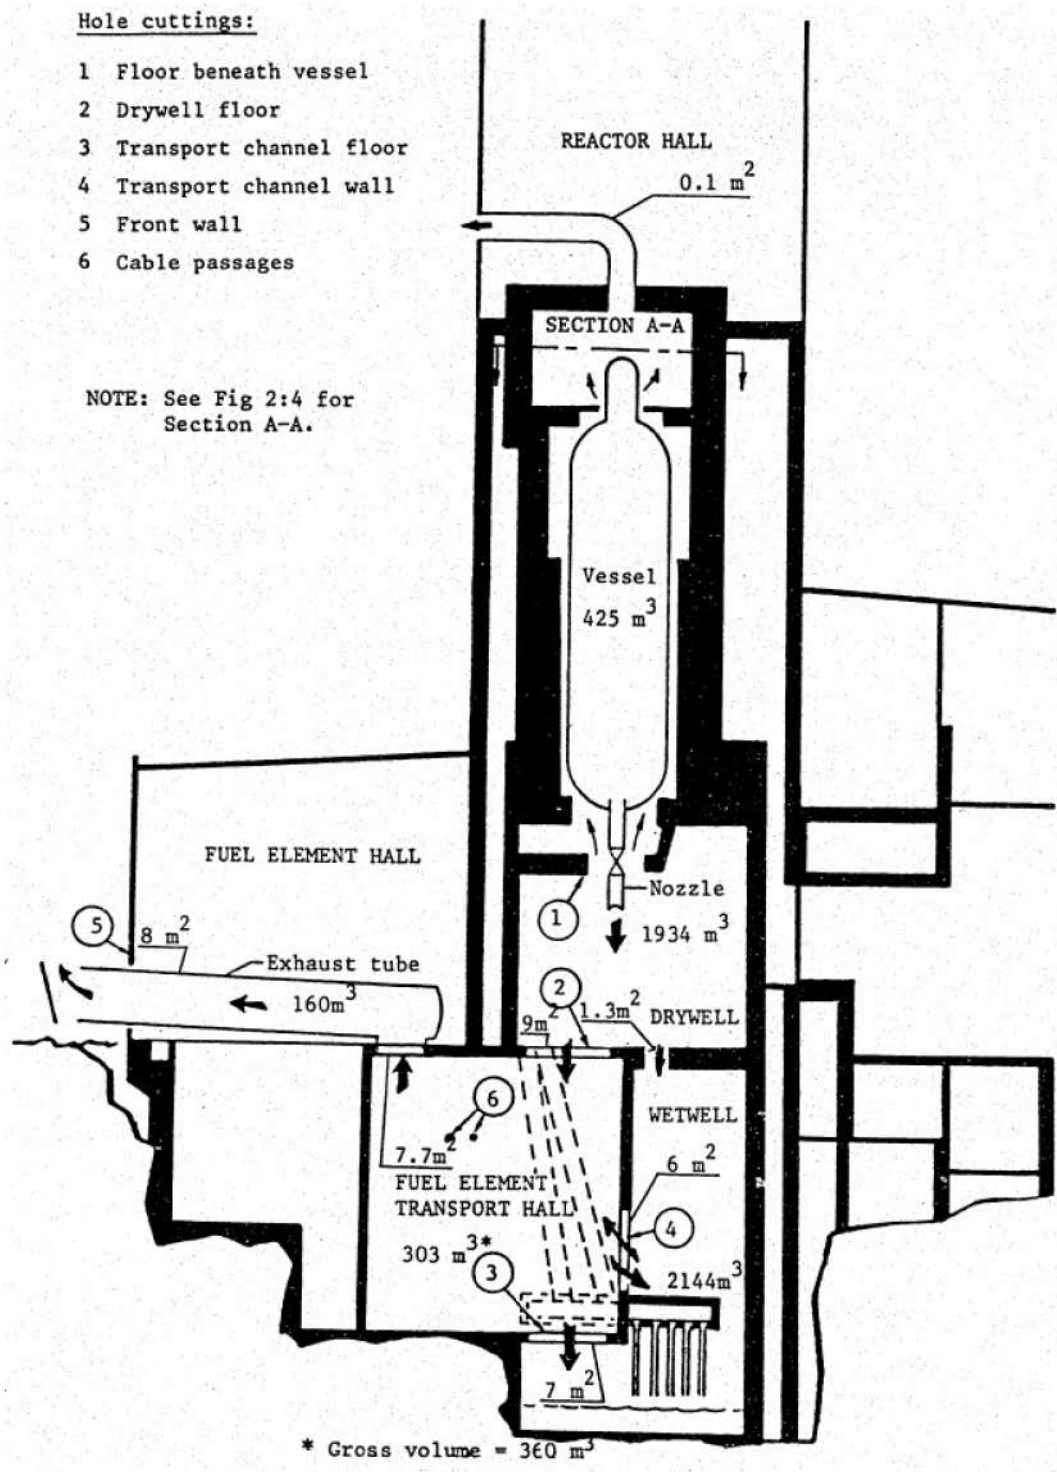 Hole cuttings:
1 Floor beneath vessel
2 Drywell floor
3 Transport channel floor
4 Transport channel wall
5 Front wall
6 Cable passages
NOTE: See Fig 2:4 for
Section A-A.
REACTOR HALL
0.1 m²
SECTION A-A
Vessel
425 m³
FUEL ELEMENT HALL
Nozzle
1
1934 m³
5
8 m²
Exhaust tube
160m³
2
9m²
1.3m²
DRYWELL
6
WETWELL
7.7m²
6 m²
FUEL ELEMENT
TRANSPORT HALL
4
303 m³*
3
2144m³
7 m²
* Gross volume = 360 m³